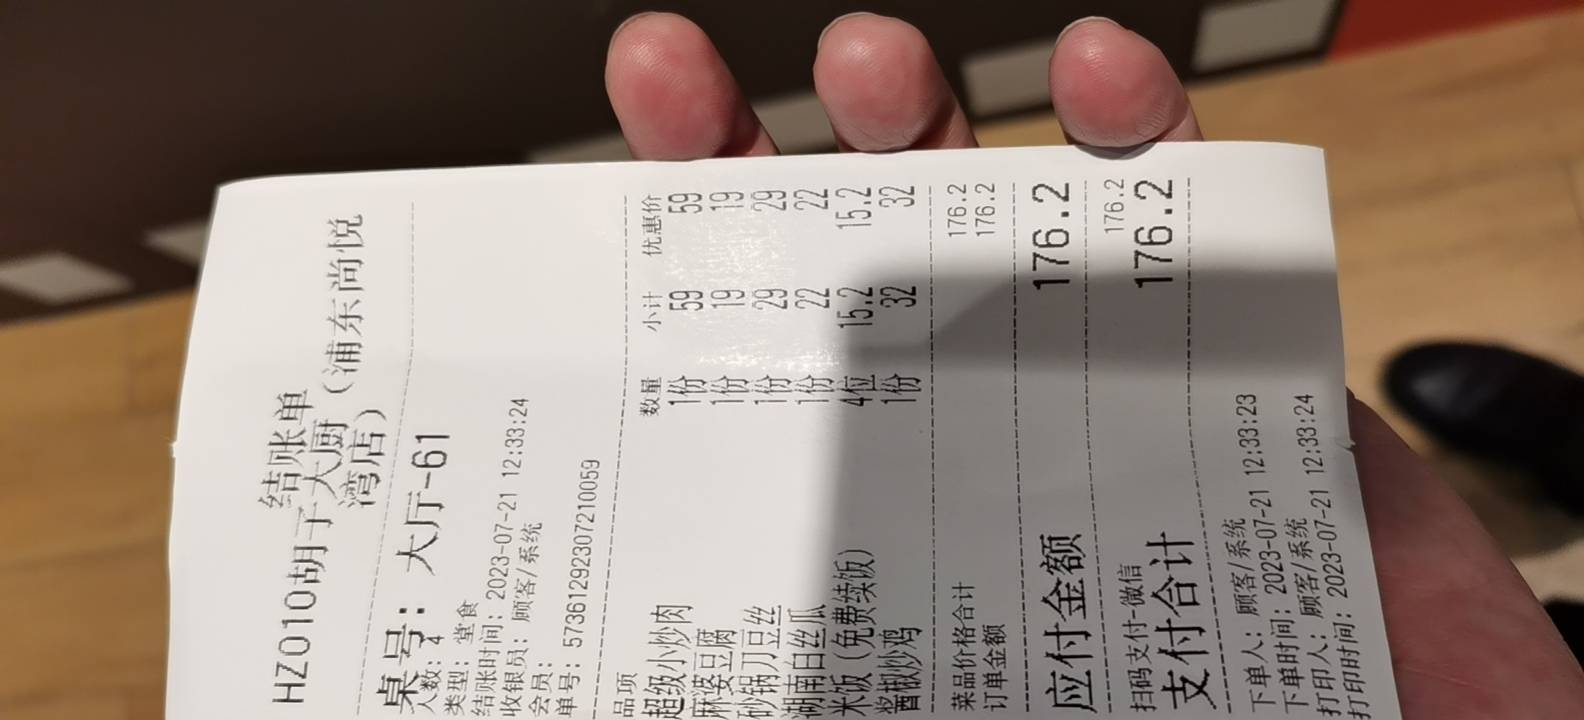 结账单
HZ010胡子大厨(浦东尚悦
湾店)
桌号: 大厅-61
人数: 4
类型: 堂食
结账时间: 2023-07-21 12:33:24
收银员: 顾客/系统
会员:
单号: 57361292307210059
品项 数量 小计 优惠价
超级小炒肉 1份 59 59
麻婆豆腐 1份 19 19
砂锅刀豆丝 1份 29 29
湖南白丝瓜 1份 22 22
米饭(免费续饭) 4位 15.2 15.2
酱椒炒鸡 1份 32 32
菜品价格合计 176.2
订单金额 176.2
应付金额 176.2
扫码支付-微信 176.2
支付合计 176.2
下单人: 顾客/系统
下单时间: 2023-07-21 12:33:23
打印人: 顾客/系统
打印时间: 2023-07-21 12:33:24